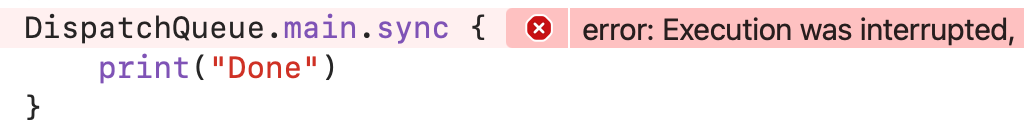 DispatchQueue.main.sync { error: Execution was interrupted,
print("Done")
}